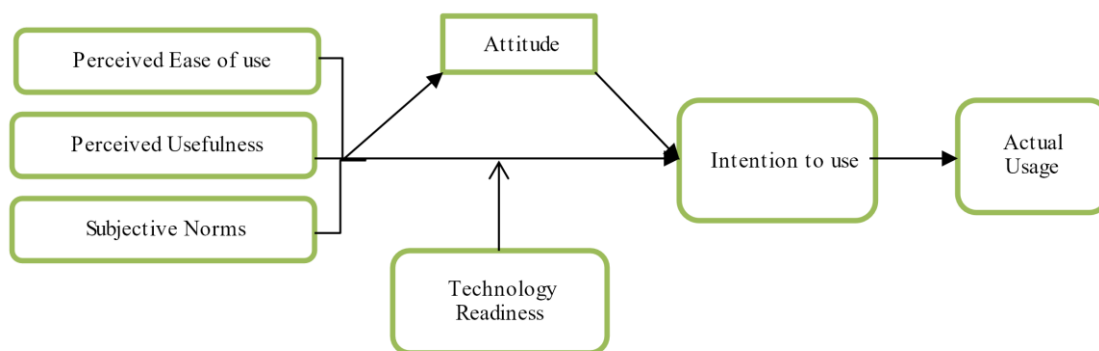 Perceived Ease of use
Attitude
Perceived Usefulness
Intention to use
Actual
Usage
Subjective Norms
Technology
Readiness